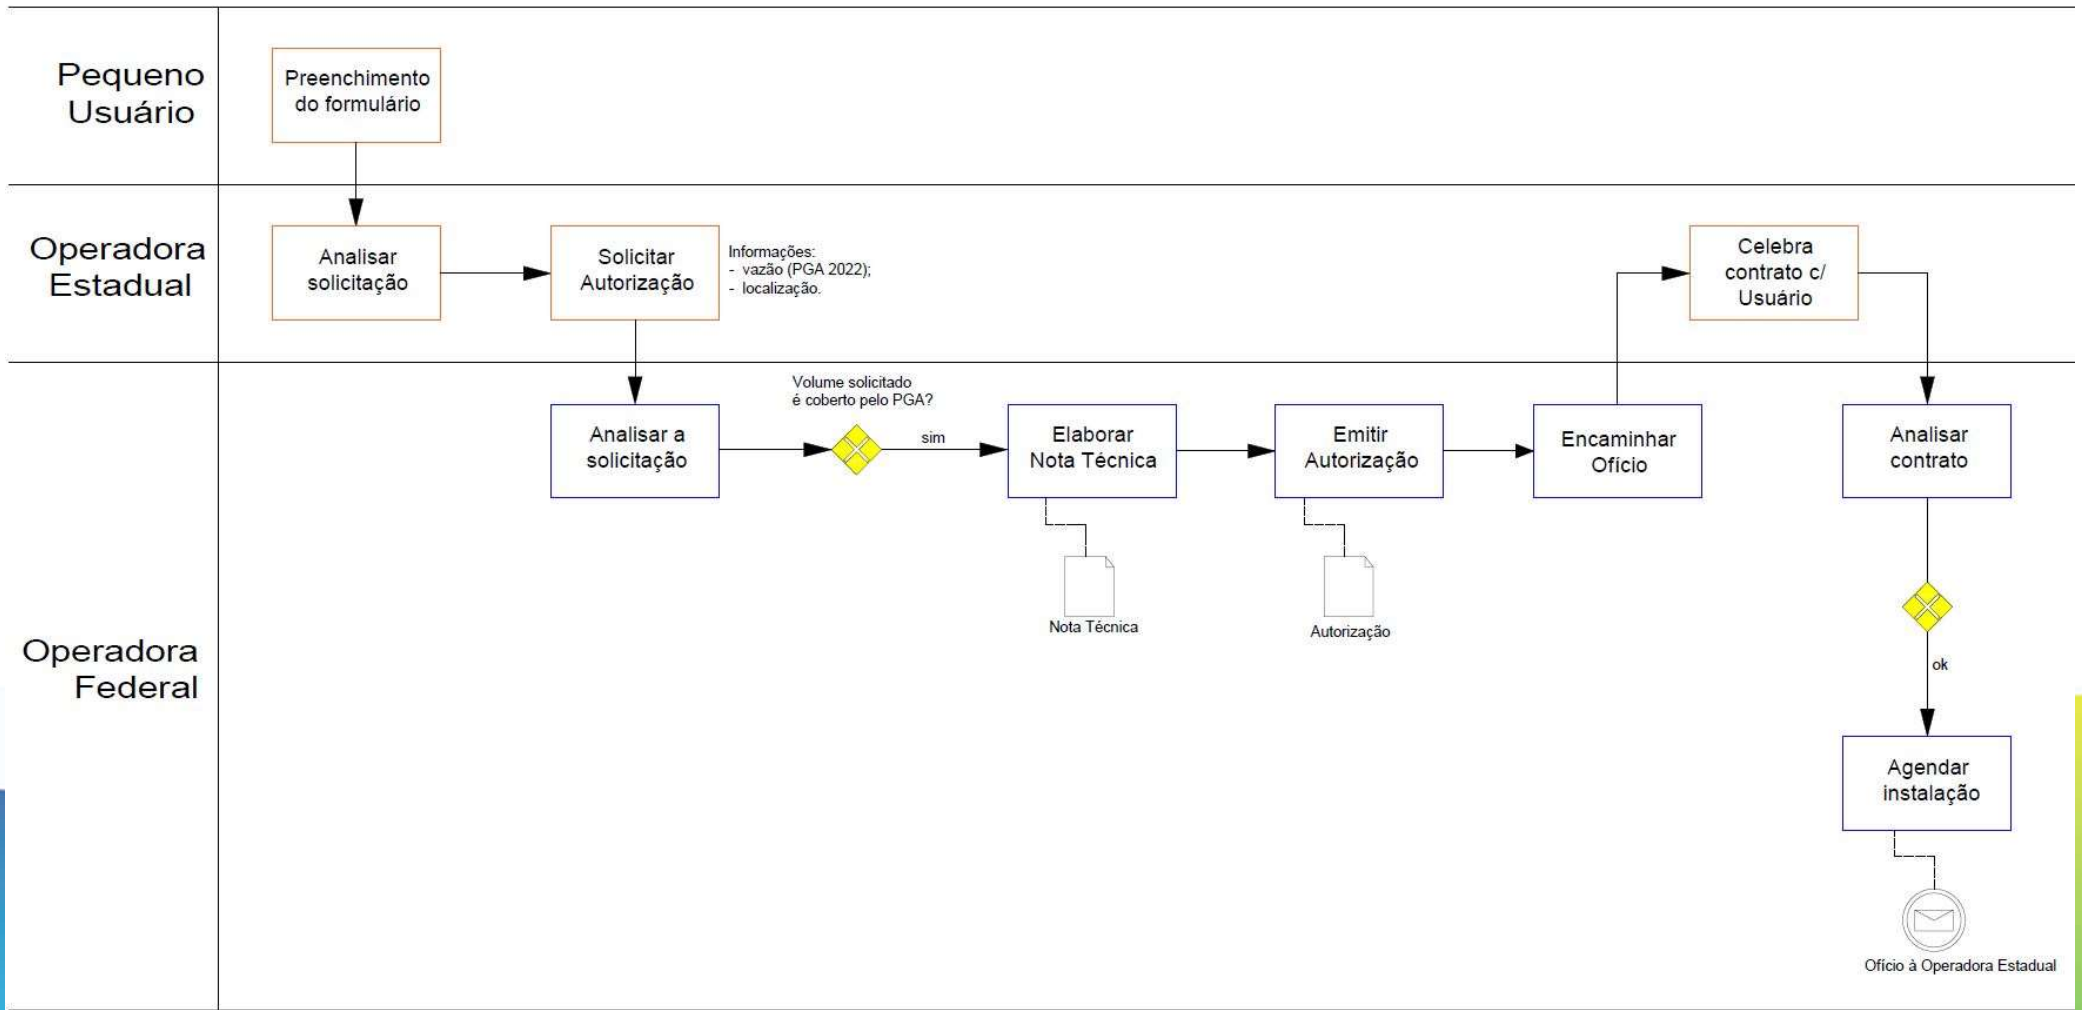 Pequeno
Usuário
Preenchimento
do formulário
Operadora
Estadual
Analisar
solicitação
Solicitar
Autorização
Informações:
- vazão (PGA 2022);
- localização.
Celebra
contrato c/
Usuário
Operadora
Federal
Analisar a
solicitação
Volume solicitado
é coberto pelo PGA?
sim
Elaborar
Nota Técnica
Nota Técnica
Emitir
Autorização
Autorização
Encaminhar
Ofício
Analisar
contrato
ok
Agendar
instalação
Ofício à Operadora Estadual